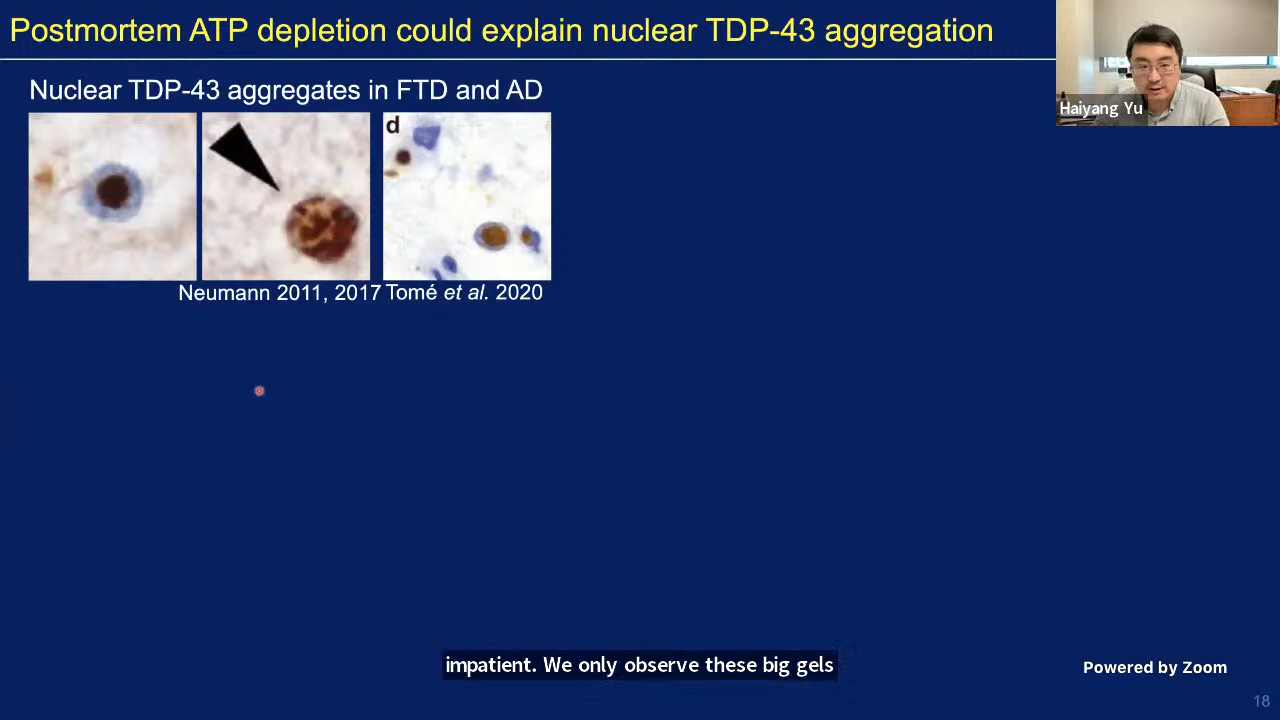 Postmortem ATP depletion could explain nuclear TDP-43 aggregation
Haiyang Yu
Nuclear TDP-43 aggregates in FTD and AD
d
Neumann 2011, 2017 Tomé et al. 2020
impatient. We only observe these big gels
Powered by Zoom
18